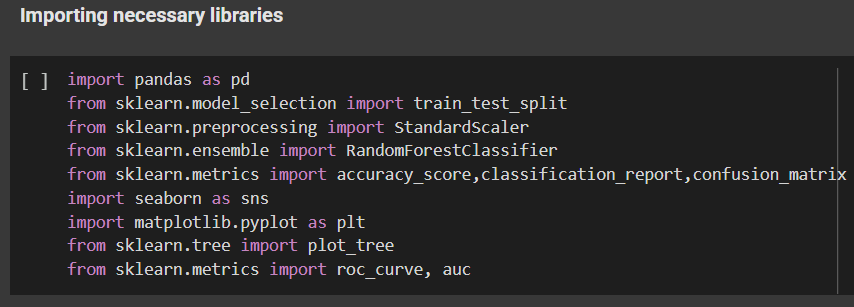 Importing necessary libraries
[ ] import pandas as pd
from sklearn.model_selection import train_test_split
from sklearn.preprocessing import StandardScaler
from sklearn.ensemble import RandomForestClassifier
from sklearn.metrics import accuracy_score,classification_report,confusion_matrix
import seaborn as sns
import matplotlib.pyplot as plt
from sklearn.tree import plot_tree
from sklearn.metrics import roc_curve, auc